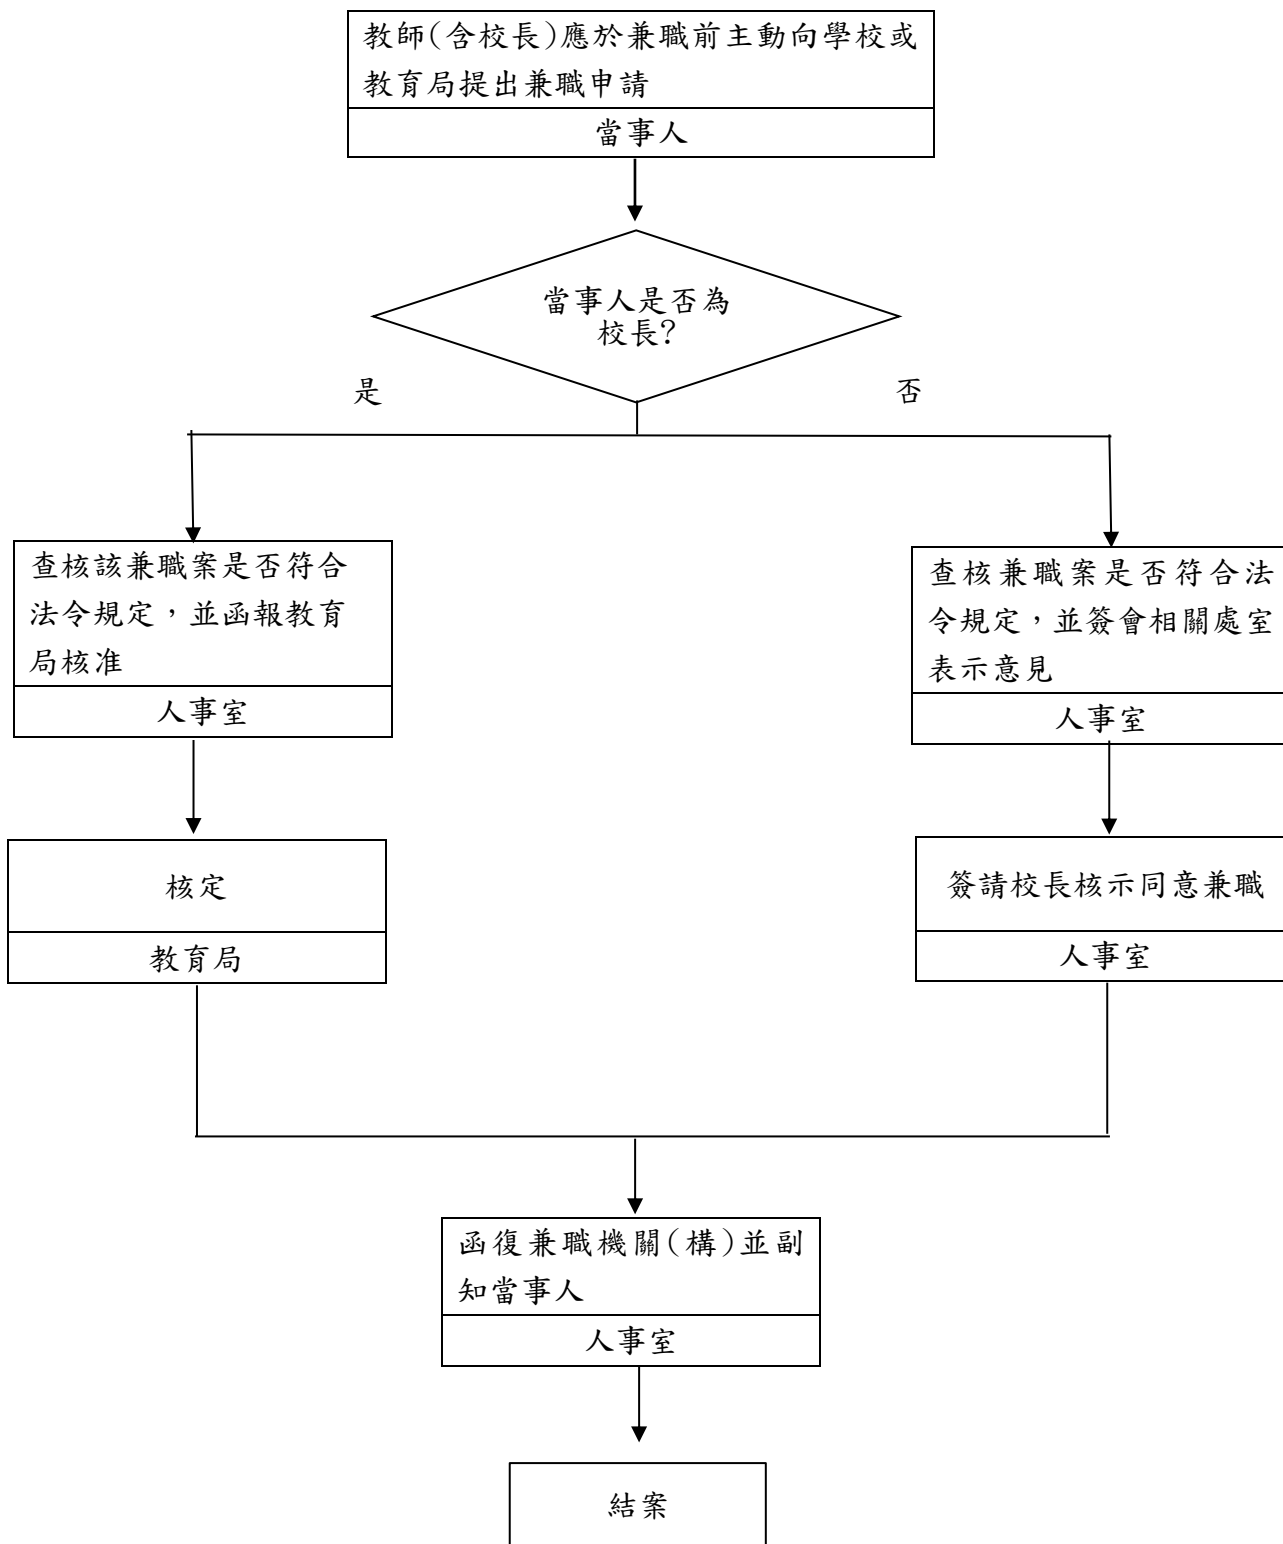 教師(含校長)應於兼職前主動向學校或
教育局提出兼職申請
當事人
當事人是否為
校長?
是
否
查核該兼職案是否符合
法令規定，並函報教育
局核准
人事室
查核兼職案是否符合法
令規定，並簽會相關處室
表示意見
人事室
核定
教育局
簽請校長核示同意兼職
人事室
函復兼職機關(構)並副
知當事人
人事室
結案